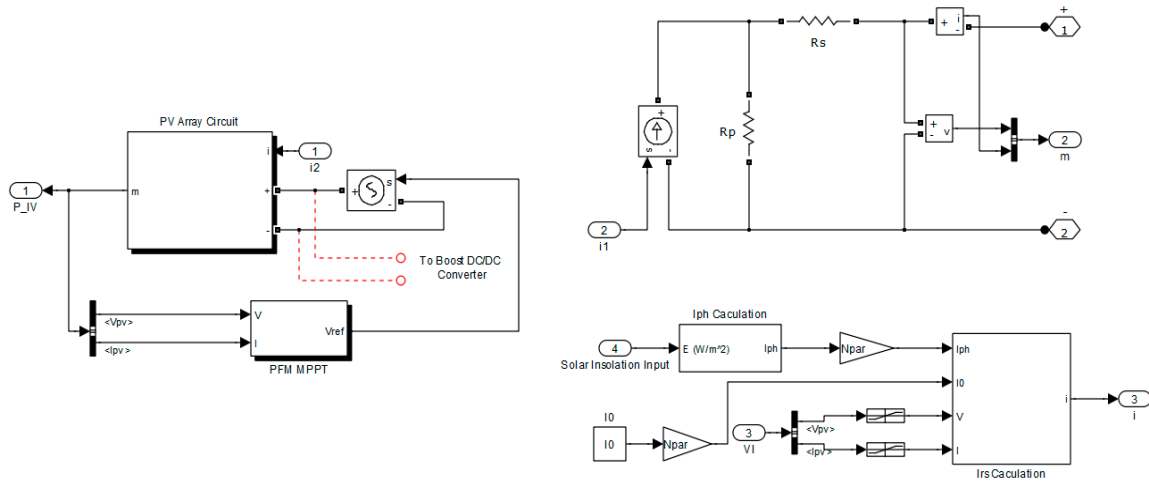 PV Array Circuit
i
1
i2
1
P_IV
m
+
-
+
s
-
To Boost DC/DC
Converter
<Vpv>
<Ipv>
V
I
Vref
PFM MPPT
Rs
+
i
-
+
1
+
s
-
Rp
+
-
v
2
m
2
i1
-
2
Iph Caculation
4
Solar Insolation Input
E (W/m^2)
Iph
Npar
Iph
I0
V
I
i
3
i
I0
I0
Npar
3
VI
<Vpv>
<Ipv>
Irs Caculation